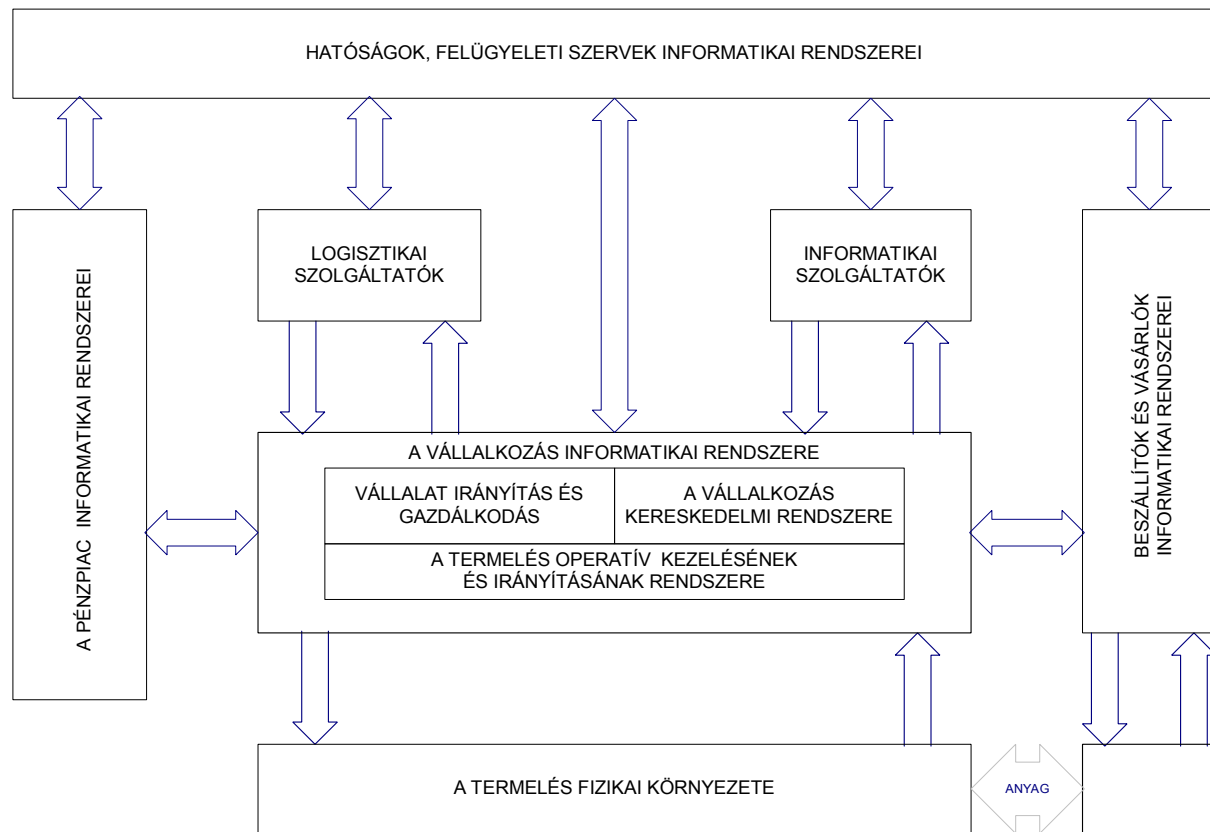 HATÓSÁGOK, FELÜGYELETI SZERVEK INFORMATIKAI RENDSZEREI
A PÉNZPIAC INFORMATIKAI RENDSZEREI
LOGISZTIKAI
SZOLGÁLTATÓK
INFORMATIKAI
SZOLGÁLTATÓK
BESZÁLLÍTÓK ÉS VÁSÁRLÓK
INFORMATIKAI RENDSZEREI
A VÁLLALKOZÁS INFORMATIKAI RENDSZERE
VÁLLALAT IRÁNYÍTÁS ÉS
GAZDÁLKODÁS
A VÁLLALKOZÁS
KERESKEDELMI RENDSZERE
A TERMELÉS OPERATÍV KEZELÉSÉNEK
ÉS IRÁNYÍTÁSÁNAK RENDSZERE
A TERMELÉS FIZIKAI KÖRNYEZETE
ANYAG